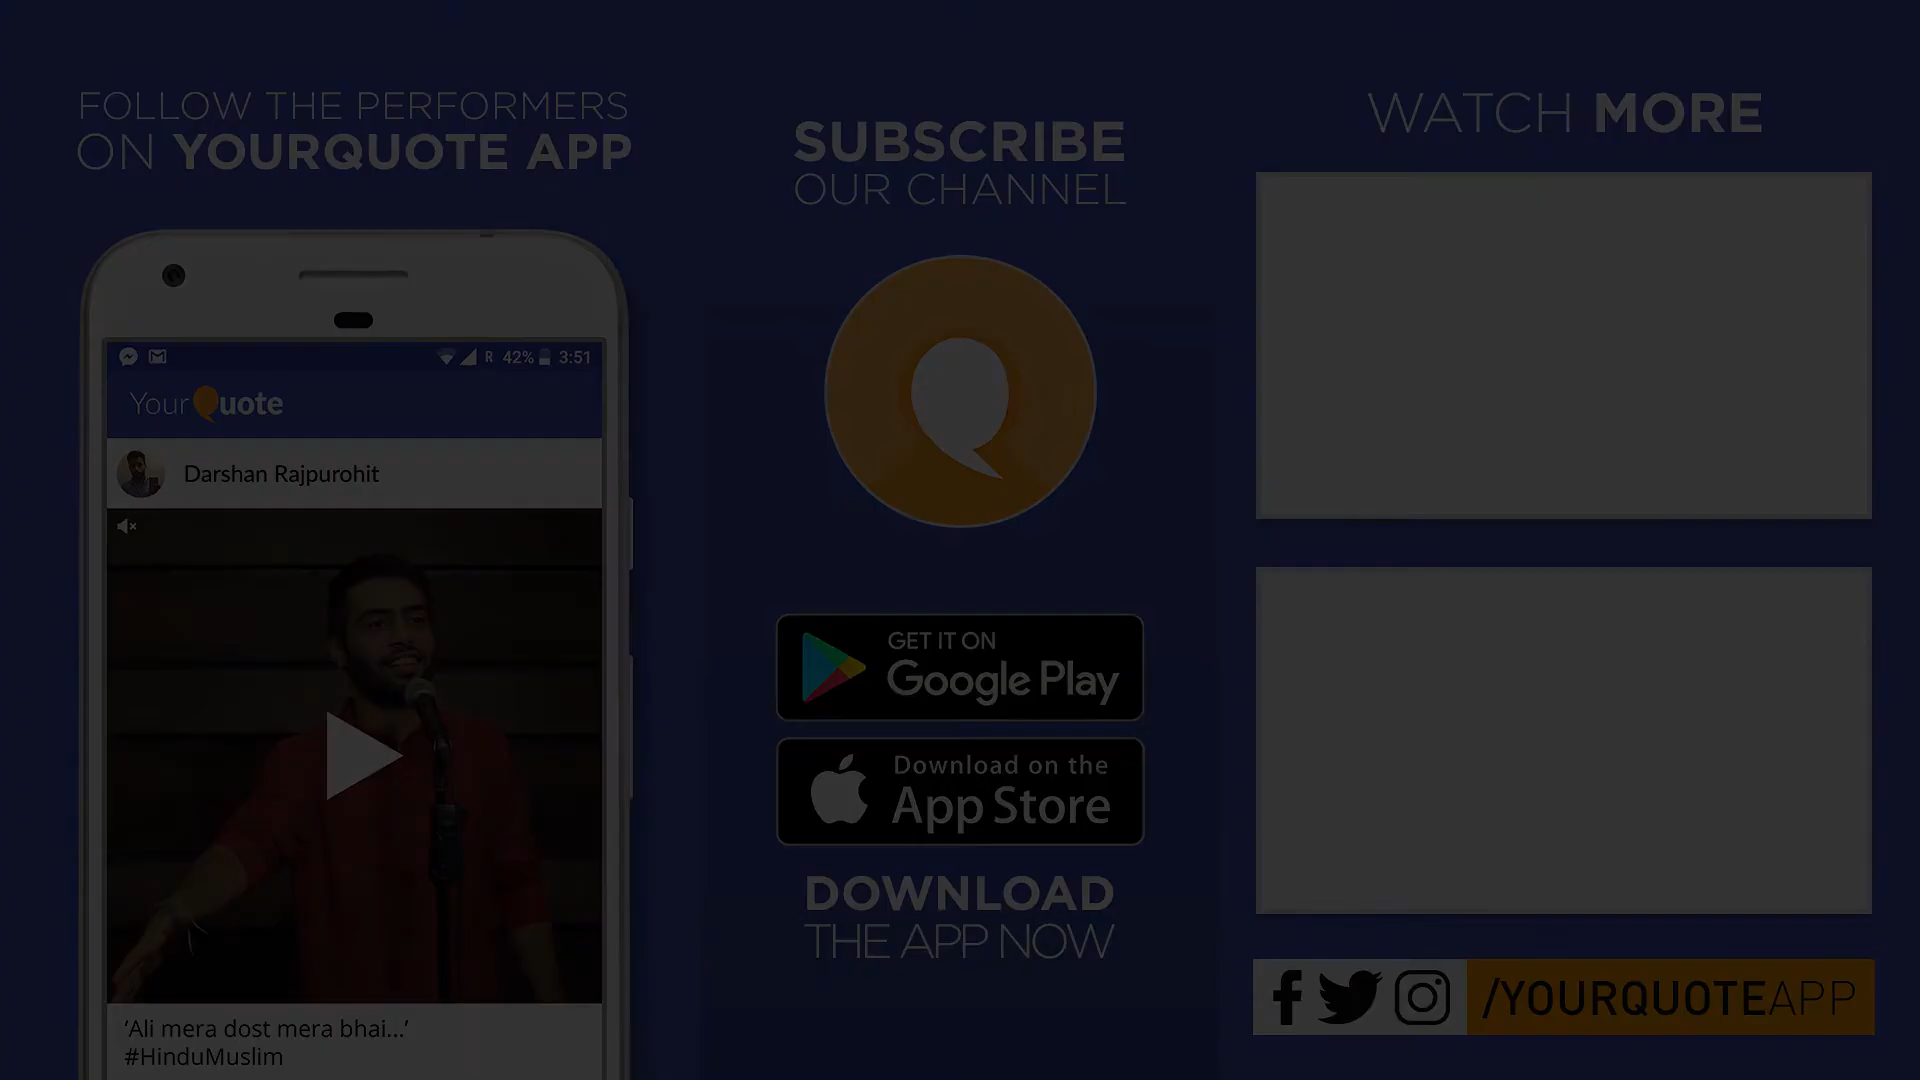 FOLLOW THE PERFORMERS
ON YOURQUOTE APP
R 42% 3:51
YourQuote
Darshan Rajpurohit
'Ali mera dost mera bhai...'
#HinduMuslim
SUBSCRIBE
OUR CHANNEL
GET IT ON
Google Play
Download on the
App Store
DOWNLOAD
THE APP NOW
WATCH MORE
/YOURQUOTEAPP